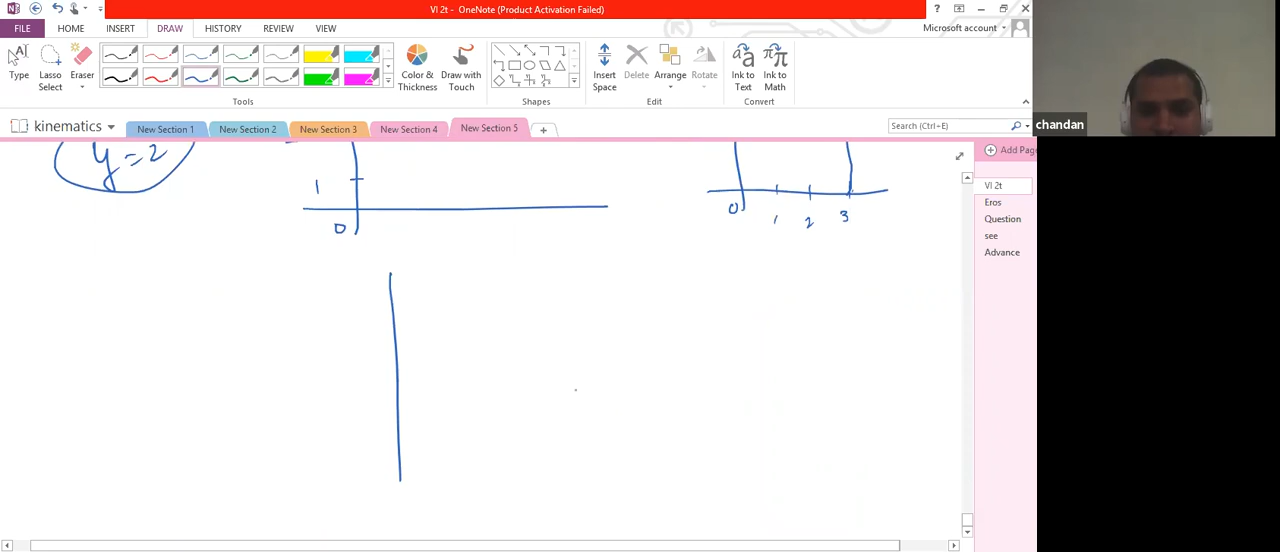 VI 2t - OneNote (Product Activation Failed)
?
FILE HOME INSERT DRAW HISTORY REVIEW VIEW
Microsoft account
Type
Lasso Select
Eraser
Color & Thickness
Draw with Touch
Insert Space
Delete
Arrange
Rotate
Ink to Text
Ink to Math
Tools
Shapes
Edit
Convert
kinematics
New Section 1
New Section 2
New Section 3
New Section 4
New Section 5
Search (Ctrl+E)
chandan
Add Page
VI 2t
Eros
Question
see
Advance
y = 2
1
0
0
1 2 3